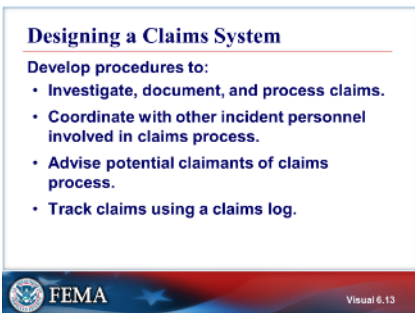 Designing a Claims System
Develop procedures to:
• Investigate, document, and process claims.
• Coordinate with other incident personnel
involved in claims process.
• Advise potential claimants of claims
process.
• Track claims using a claims log.
FEMA
Visual 6.13